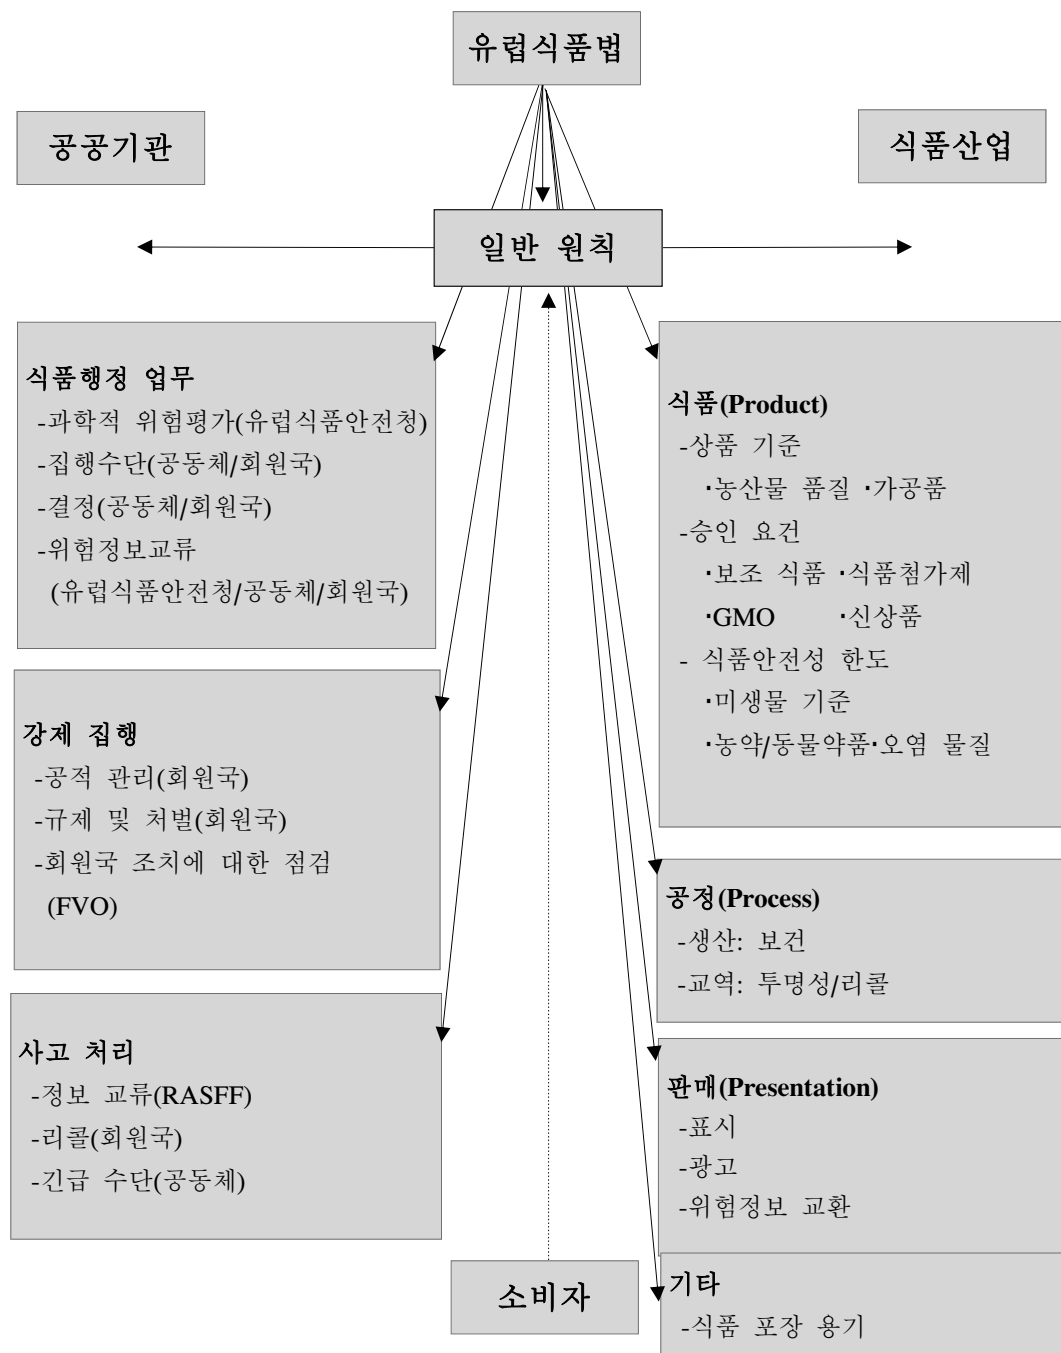 유럽식품법
공공기관
식품산업
일반 원칙
식품행정 업무
-과학적 위험평가(유럽식품안전청)
-집행수단(공동체/회원국)
-결정(공동체/회원국)
-위험정보교류
(유럽식품안전청/공동체/회원국)
강제 집행
-공적 관리(회원국)
-규제 및 처벌(회원국)
-회원국 조치에 대한 점검
(FVO)
사고 처리
-정보 교류(RASFF)
-리콜(회원국)
-긴급 수단(공동체)
식품(Product)
-상품 기준
·농산물 품질 ·가공품
-승인 요건
·보조 식품 ·식품첨가제
·GMO ·신상품
- 식품안전성 한도
·미생물 기준
·농약/동물약품·오염 물질
공정(Process)
-생산: 보건
-교역: 투명성/리콜
판매(Presentation)
-표시
-광고
-위험정보 교환
기타
-식품 포장 용기
소비자